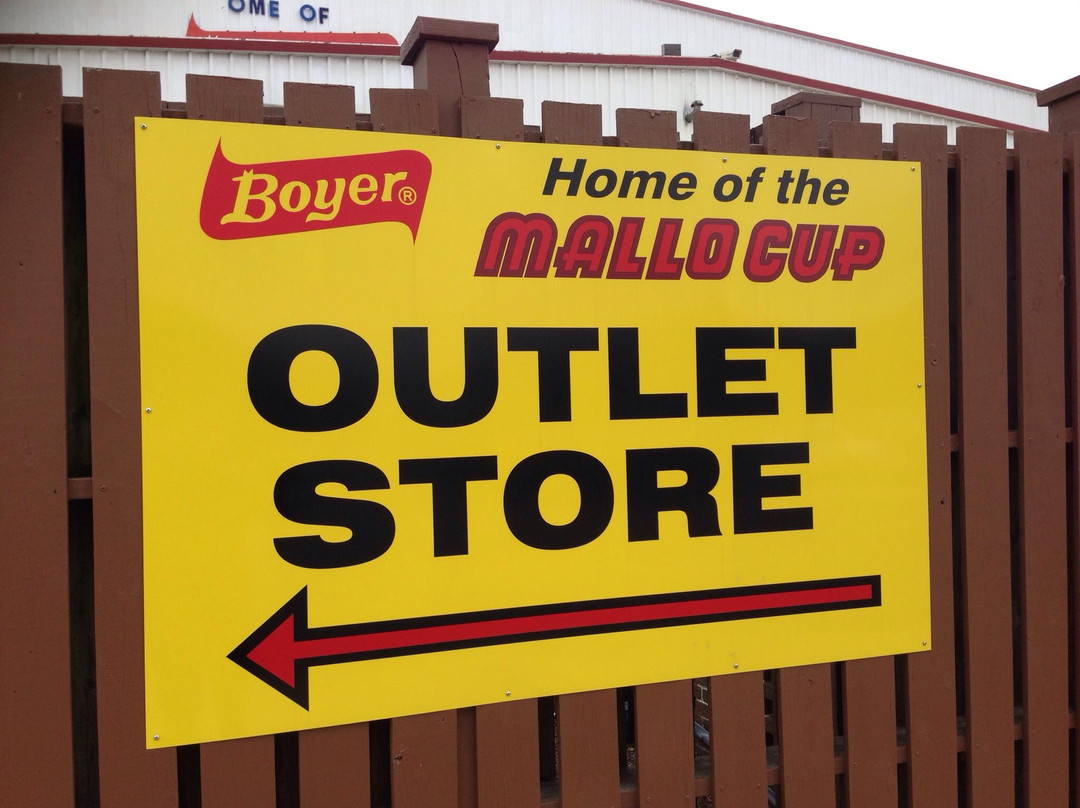 OME OF
Boyer®
Home of the
MALLO CUP
OUTLET
STORE